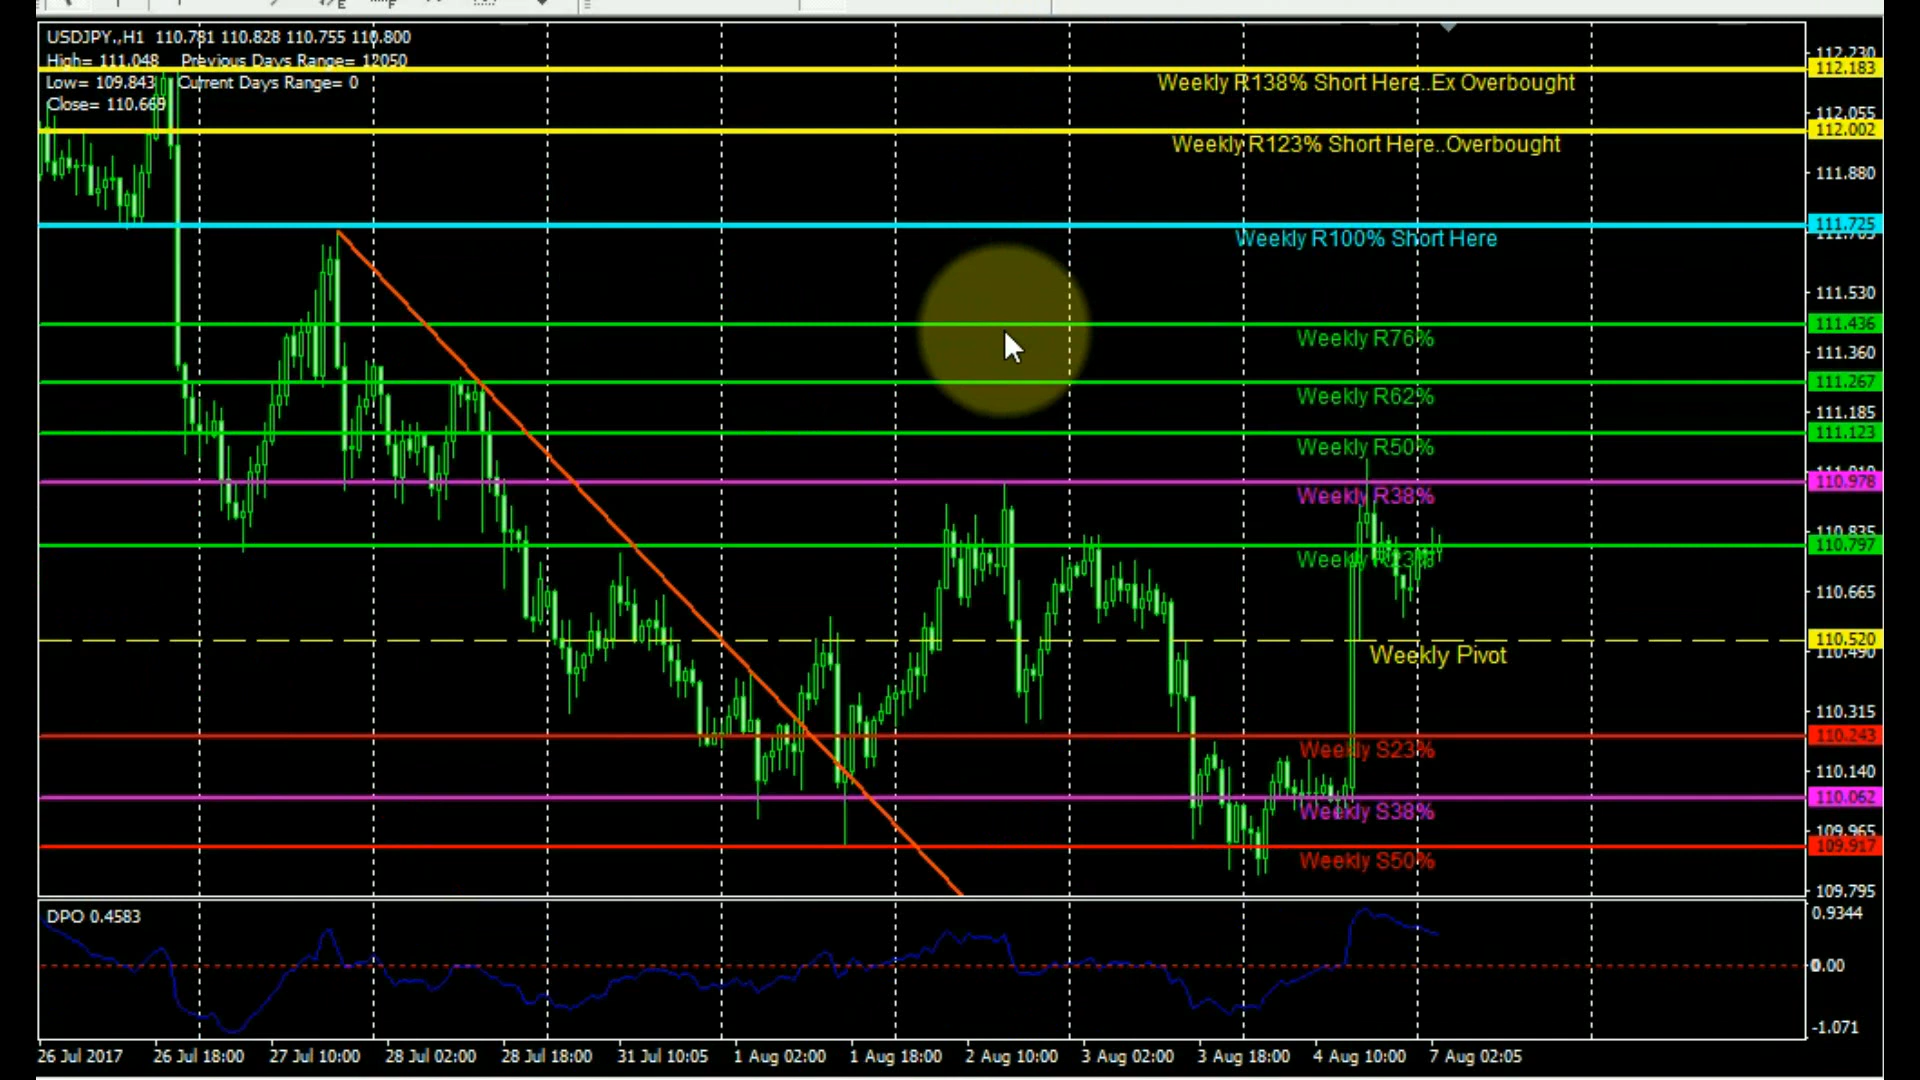 USDJPY.,H1 110.781 110.828 110.755 110.800
High= 111.048 Previous Days Range= 12050
Low= 109.843 Current Days Range= 0
Close= 110.669
112.230
Weekly R138% Short Here..Ex Overbought 112.183
112.055
Weekly R123% Short Here..Overbought 112.002
111.880
Weekly R100% Short Here 111.725
111.705
111.530
Weekly R76% 111.436
111.360
Weekly R62% 111.267
111.185
Weekly R50% 111.123
111.010
Weekly R38% 110.978
110.835
Weekly R23% 110.797
110.665
Weekly Pivot 110.520
110.490
110.315
Weekly S23% 110.243
110.140
Weekly S38% 110.062
109.965
Weekly S50% 109.917
109.795
DPO 0.4583
0.9344
0.00
-1.071
26 Jul 2017 26 Jul 18:00 27 Jul 10:00 28 Jul 02:00 28 Jul 18:00 31 Jul 10:05 1 Aug 02:00 1 Aug 18:00 2 Aug 10:00 3 Aug 02:00 3 Aug 18:00 4 Aug 10:00 7 Aug 02:05